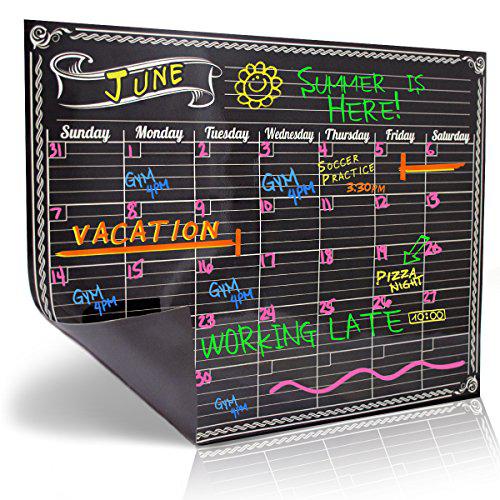 JUNE
SUMMER IS
HERE!
Sunday Monday Tuesday Wednesday Thursday Friday Saturday
31 1 2 3 4 5 6
GYM
4PM
GYM
4PM
SOCCER
PRACTICE
3:30PM
7 8 9 10 11 12 13
VACATION
14 15 16 17 18 19 20
GYM
4PM
GYM
4PM
PIZZA
NIGHT
23 24 25 26 27
WORKING LATE 10:00
30
GYM
4PM